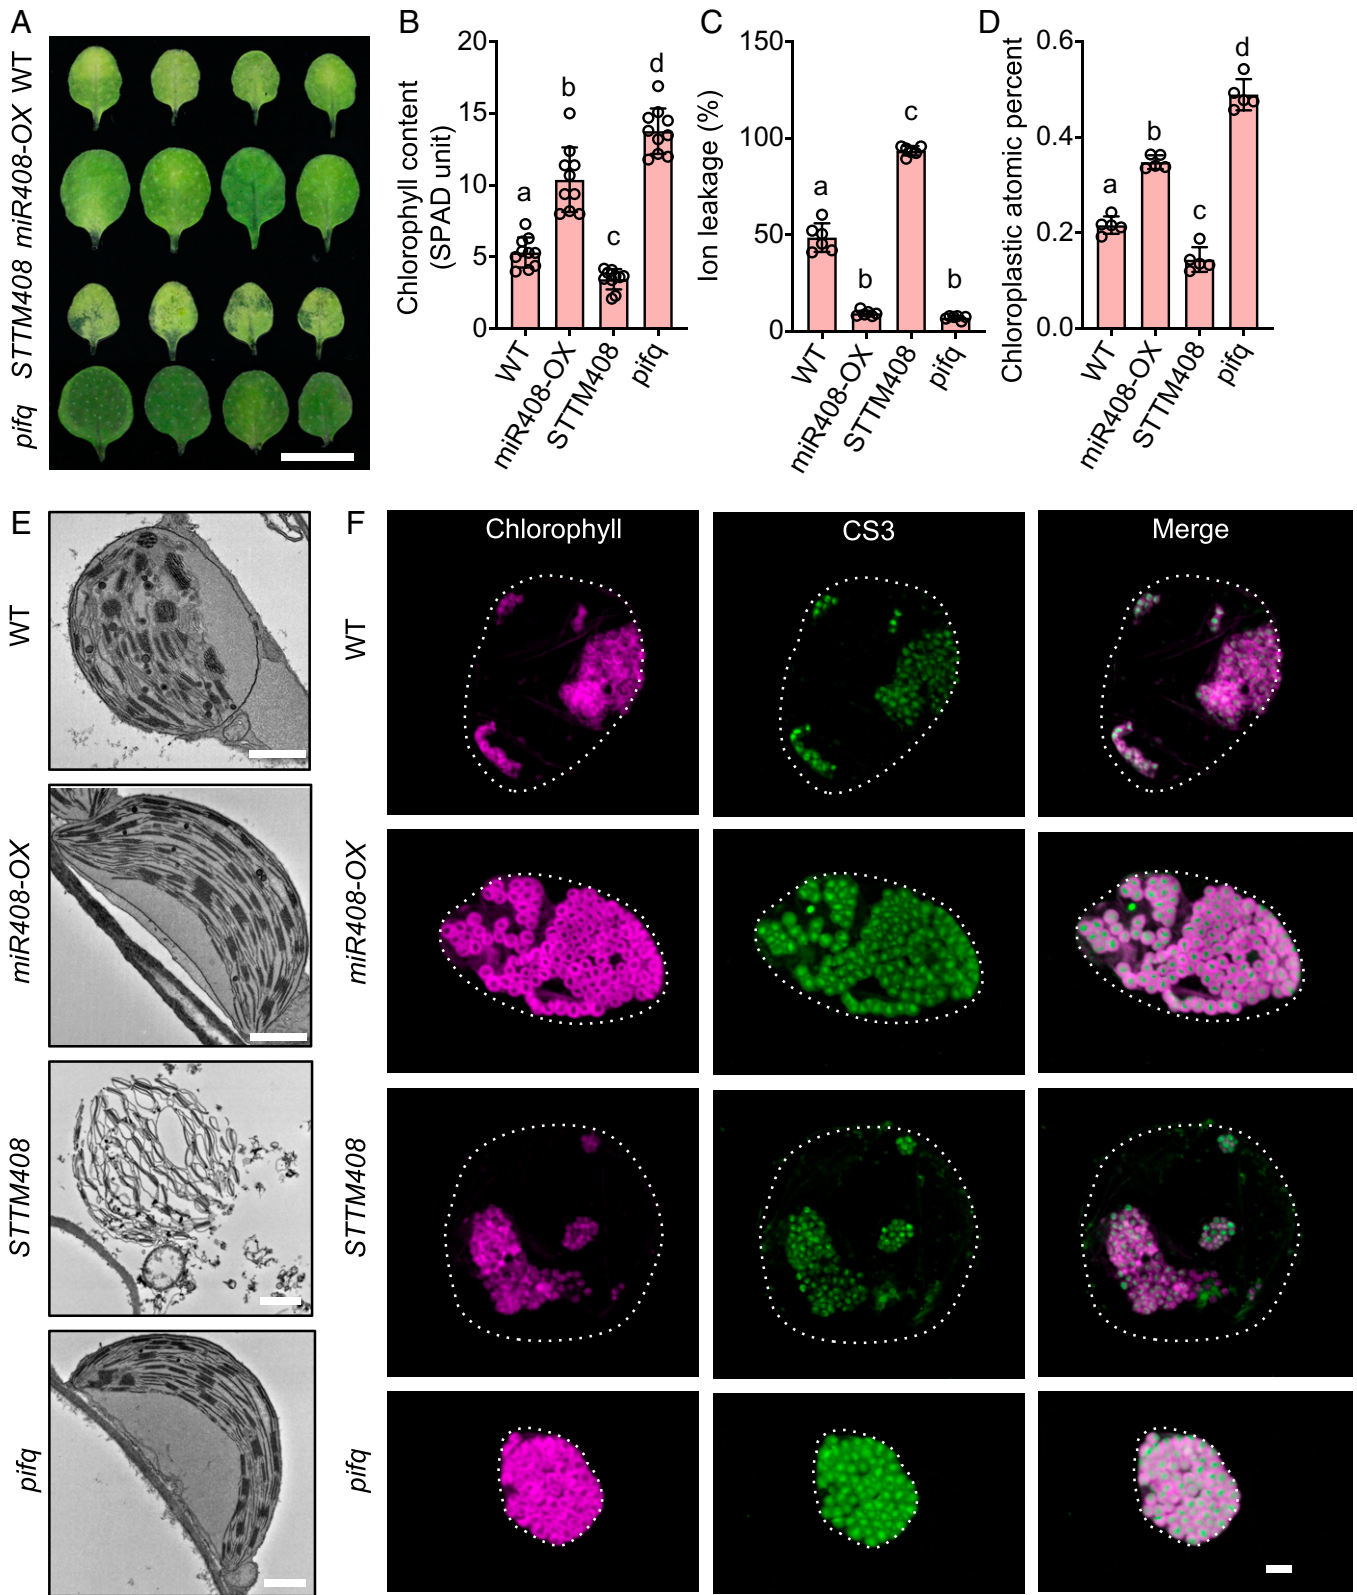 A
WT
miR408-OX
STTM408
pifq
B
Chlorophyll content
(SPAD unit)
20
15
10
5
0
a
b
c
d
WT
miR408-OX
STTM408
pifq
C
Ion leakage (%)
150
100
50
0
a
b
c
b
WT
miR408-OX
STTM408
pifq
D
Chloroplastic atomic percent
0.6
0.4
0.2
0.0
a
b
c
d
WT
miR408-OX
STTM408
pifq
E
WT
miR408-OX
STTM408
pifq
F
Chlorophyll
CS3
Merge
WT
miR408-OX
STTM408
pifq